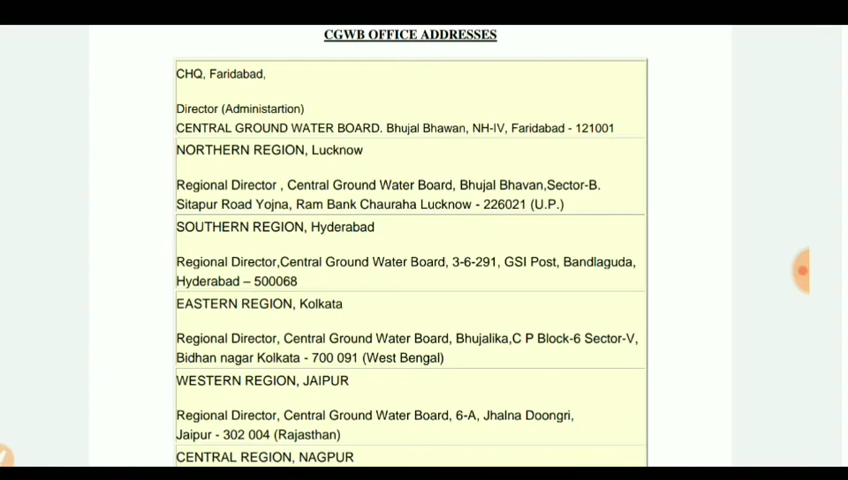 CGWB OFFICE ADDRESSES
CHQ, Faridabad,
Director (Administartion)
CENTRAL GROUND WATER BOARD. Bhujal Bhawan, NH-IV, Faridabad - 121001
NORTHERN REGION, Lucknow
Regional Director , Central Ground Water Board, Bhujal Bhavan,Sector-B.
Sitapur Road Yojna, Ram Bank Chauraha Lucknow - 226021 (U.P.)
SOUTHERN REGION, Hyderabad
Regional Director,Central Ground Water Board, 3-6-291, GSI Post, Bandlaguda,
Hyderabad – 500068
EASTERN REGION, Kolkata
Regional Director, Central Ground Water Board, Bhujalika,C P Block-6 Sector-V,
Bidhan nagar Kolkata - 700 091 (West Bengal)
WESTERN REGION, JAIPUR
Regional Director, Central Ground Water Board, 6-A, Jhalna Doongri,
Jaipur - 302 004 (Rajasthan)
CENTRAL REGION, NAGPUR